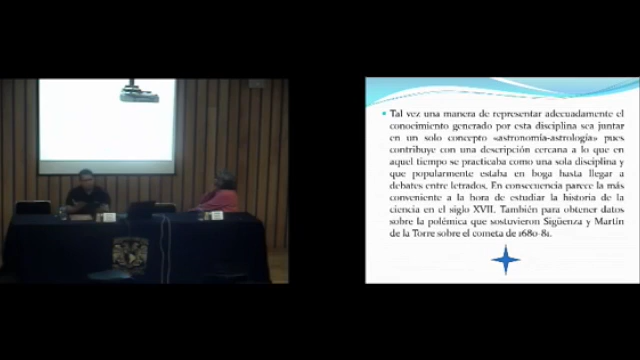 Tal vez una manera de representar adecuadamente el
conocimiento generado por esta disciplina sea juntar
en un solo concepto «astronomía-astrología» pues
contribuye con una descripción cercana a lo que en
aquel tiempo se practicaba como una sola disciplina y
que popularmente estaba en boga hasta llegar a
debates entre letrados. En consecuencia parece la más
conveniente a la hora de estudiar la historia de la
ciencia en el siglo XVII. También para obtener datos
sobre la polémica que sostuvieron Sigüenza y Martín
de la Torre sobre el cometa de 1680-81.